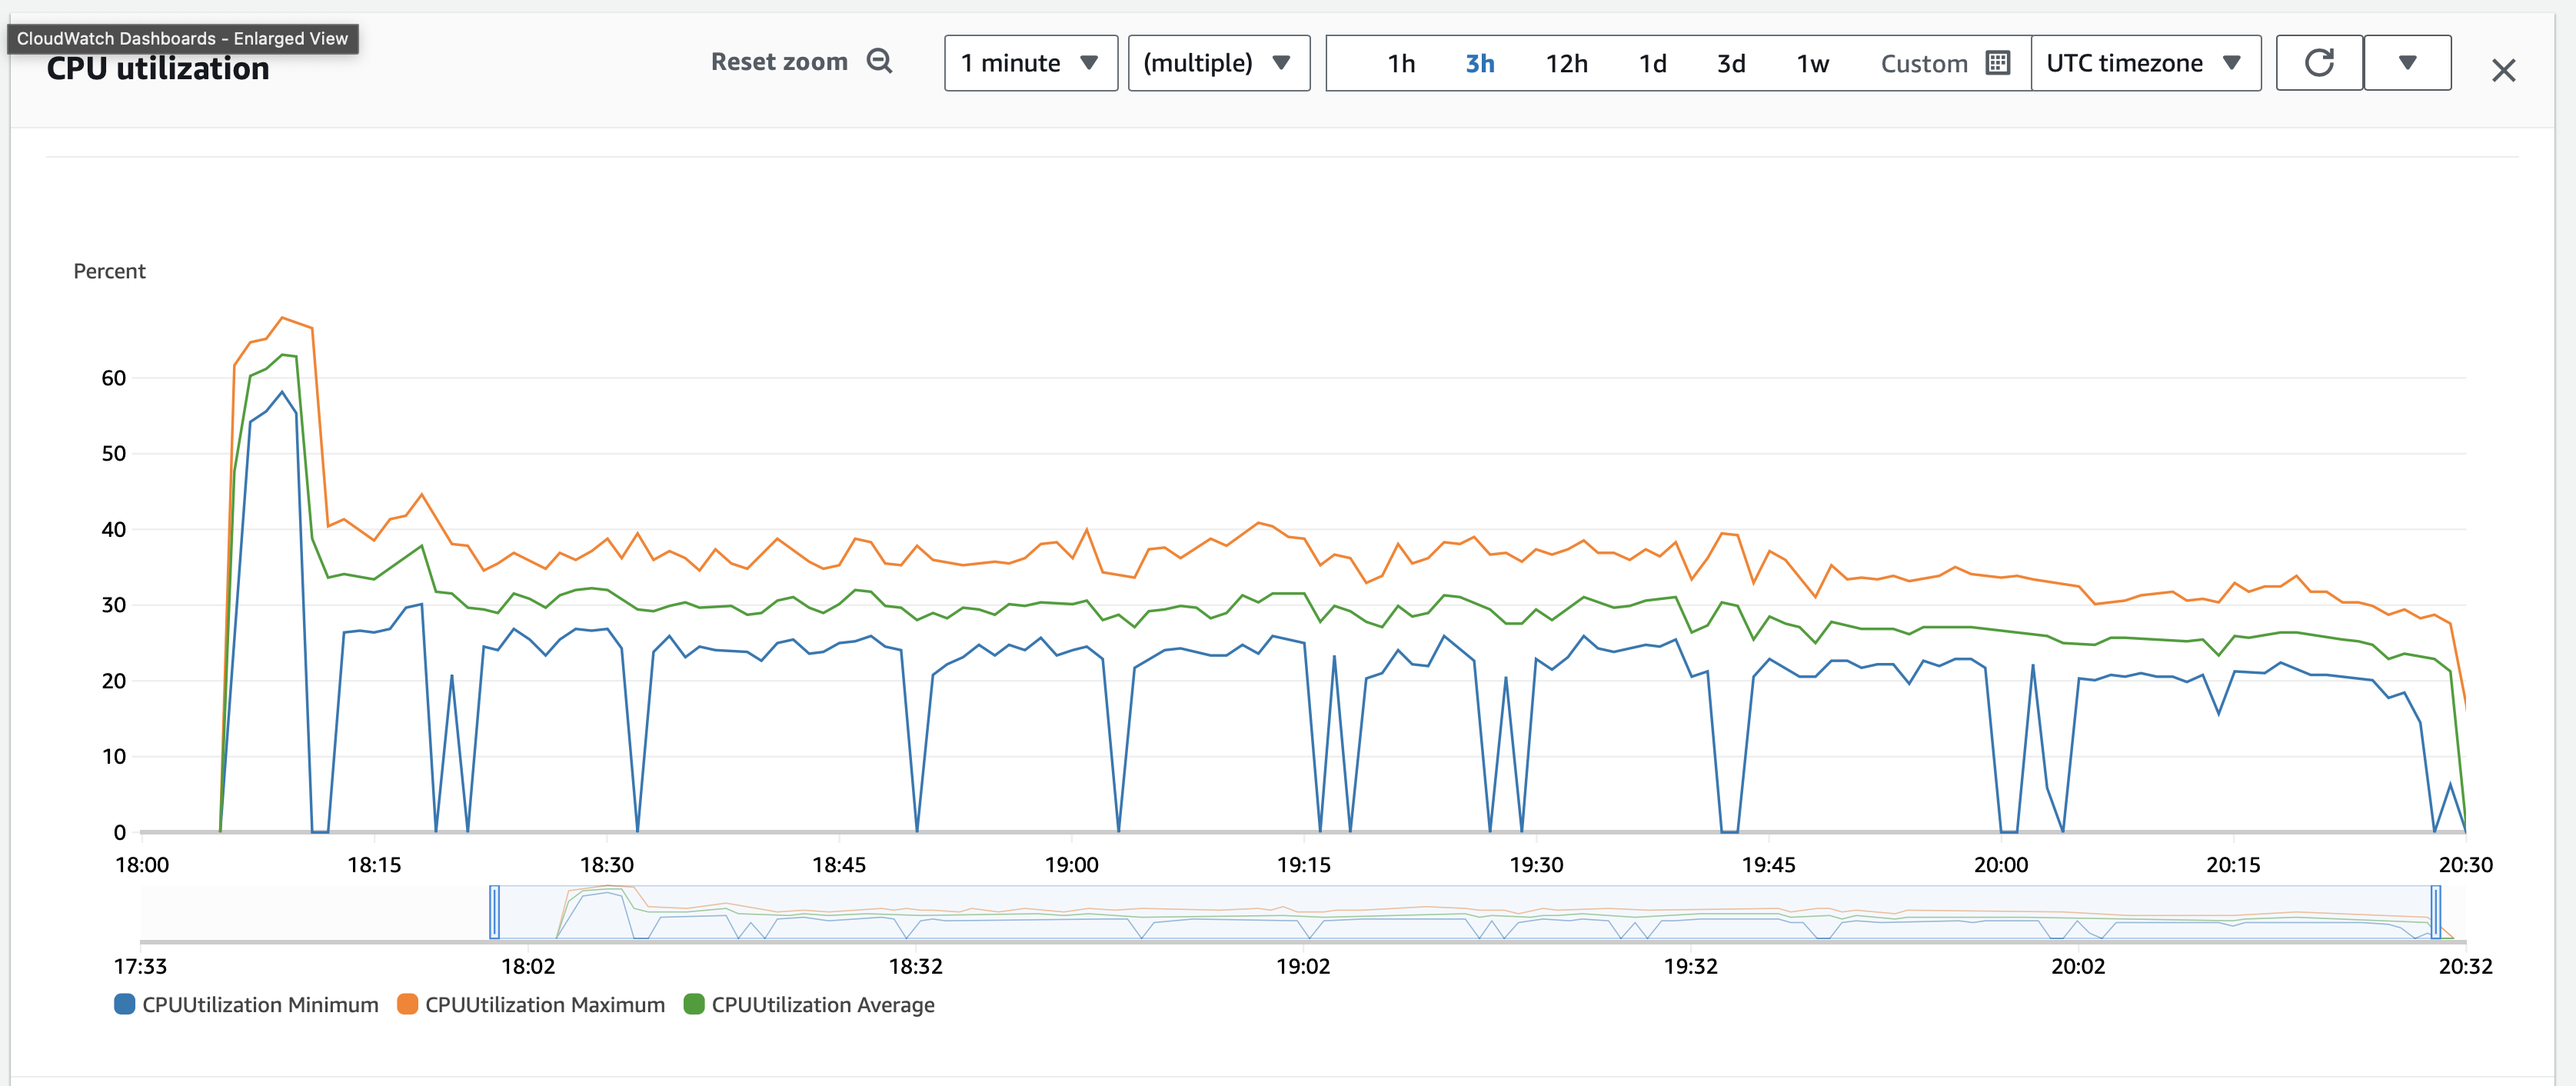 CloudWatch Dashboards - Enlarged View
CPU utilization
Reset zoom
1 minute
(multiple)
1h 3h 12h 1d 3d 1w Custom
UTC timezone
Percent
60
50
40
30
20
10
0
18:00 18:15 18:30 18:45 19:00 19:15 19:30 19:45 20:00 20:15 20:30
17:33 18:02 18:32 19:02 19:32 20:02 20:32
CPUUtilization Minimum CPUUtilization Maximum CPUUtilization Average